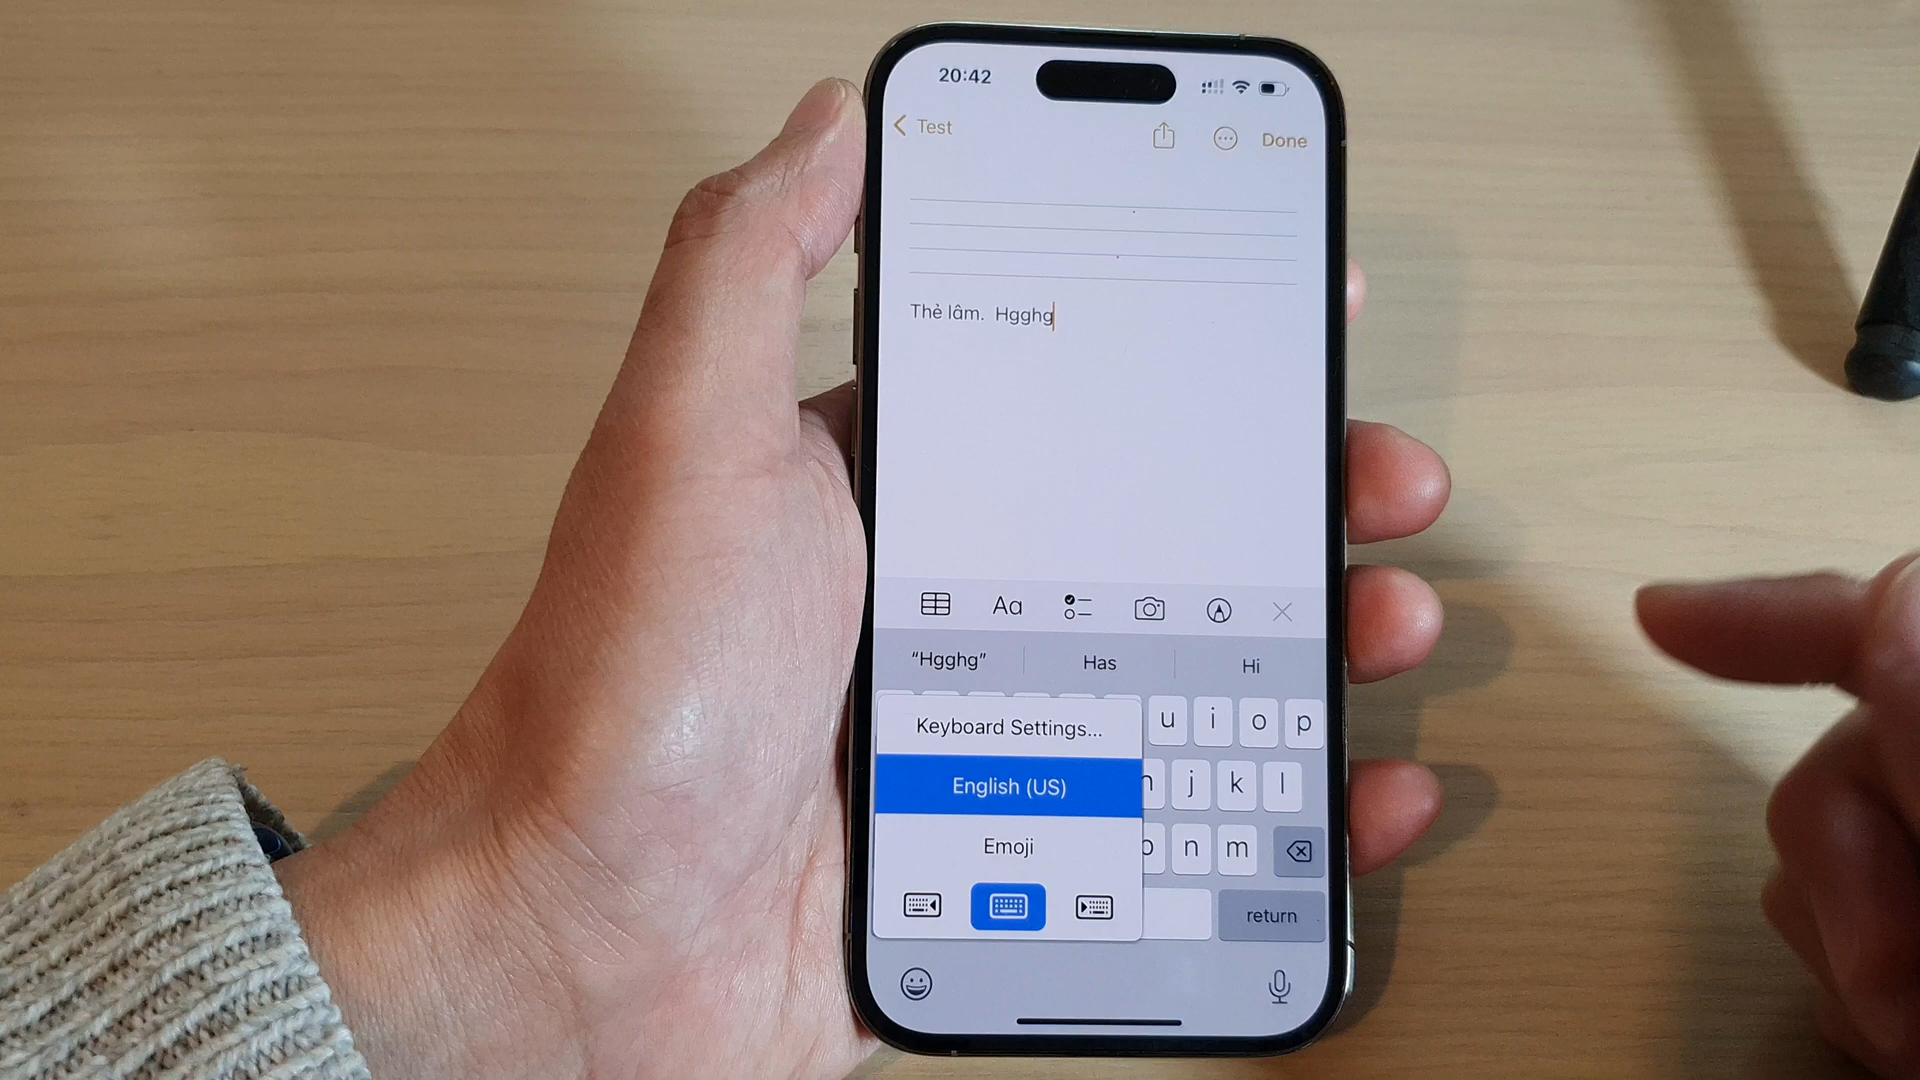 20:42
Test
Done
Thẻ lâm.  Hgghg
Aa
“Hgghg” Has Hi
Keyboard Settings...
u i o p
English (US)
j k l
Emoji
n m
return